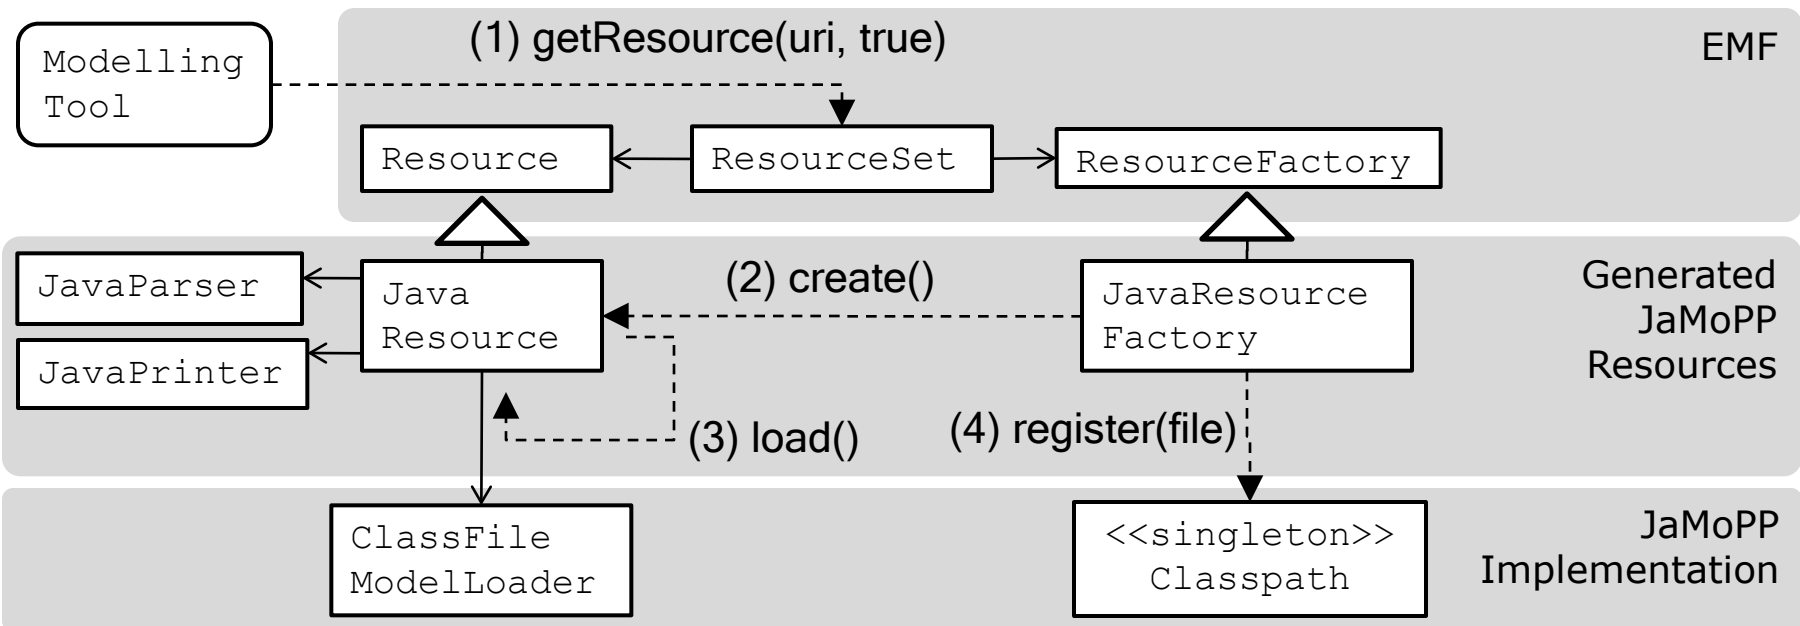 (1) getResource(uri, true)
EMF
Modelling
Tool
Resource
ResourceSet
ResourceFactory
JavaParser
JavaPrinter
Java
Resource
(2) create()
JavaResource
Factory
Generated
JaMoPP
Resources
(3) load()
(4) register(file)
ClassFile
ModelLoader
<<singleton>>
Classpath
JaMoPP
Implementation